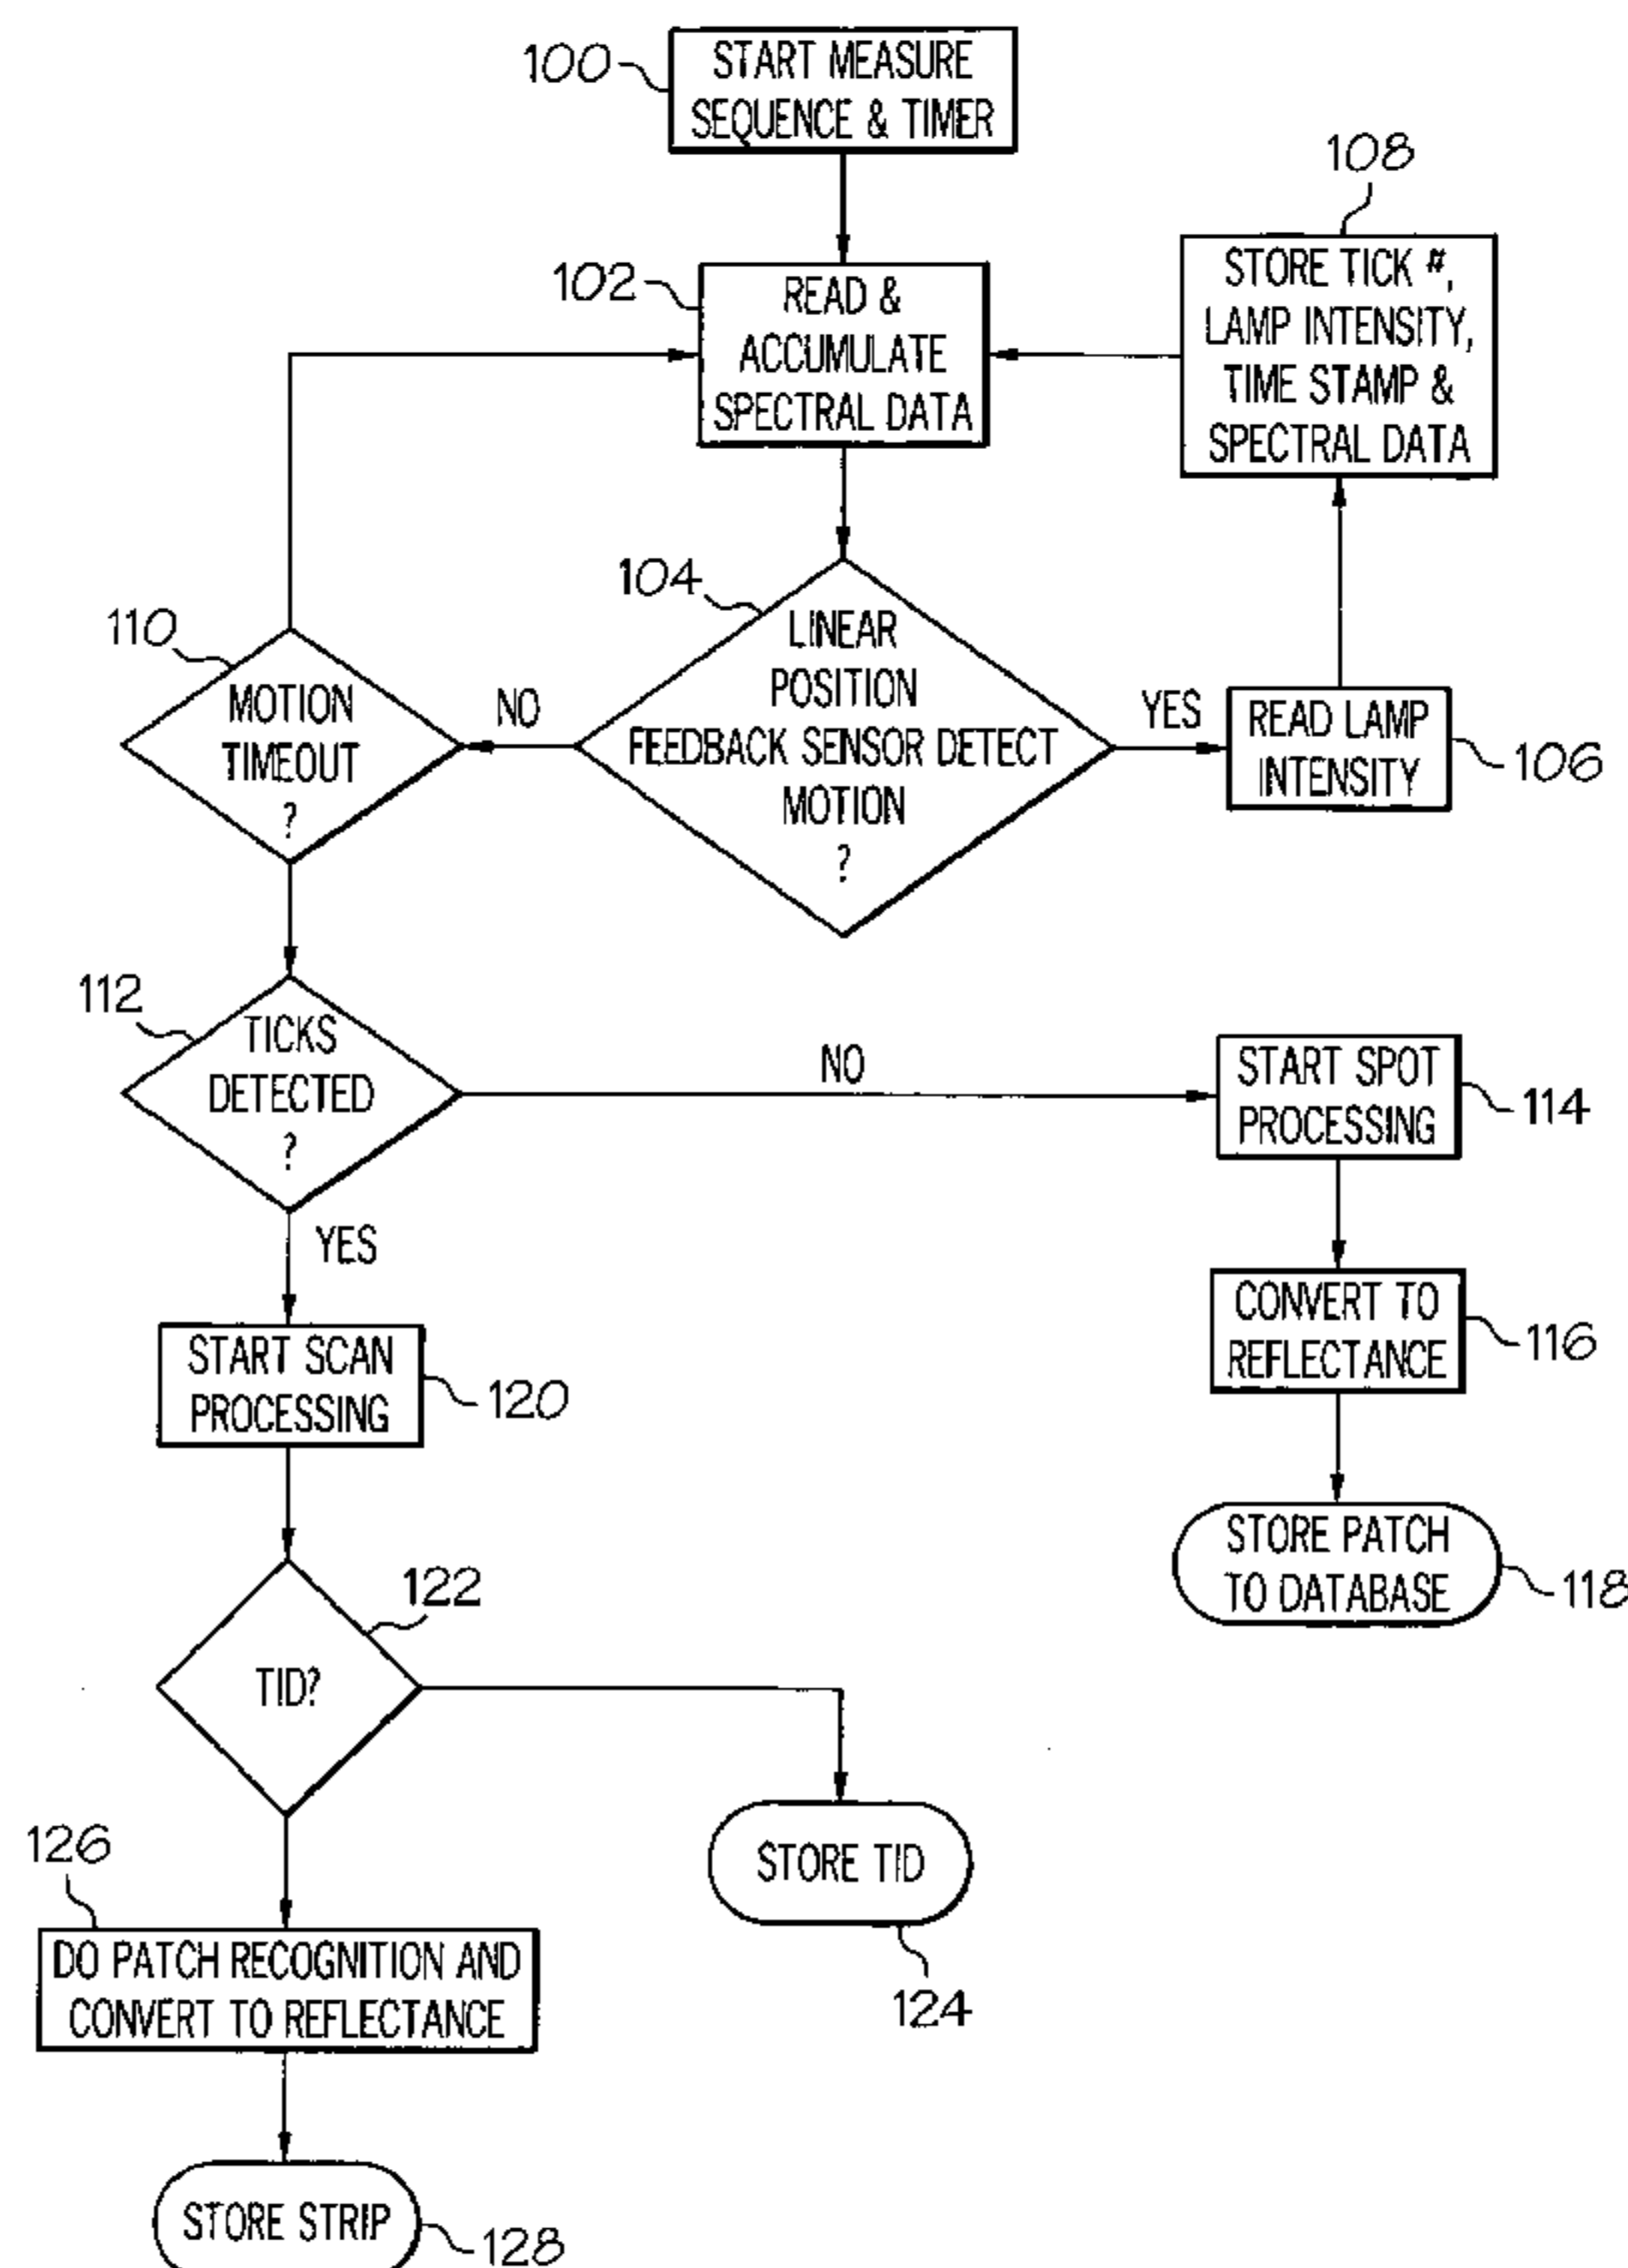 100
START MEASURE
SEQUENCE & TIMER
108
STORE TICK #,
LAMP INTENSITY,
TIME STAMP &
SPECTRAL DATA
102
READ &
ACCUMULATE
SPECTRAL DATA
104
LINEAR
POSITION
FEEDBACK SENSOR DETECT
MOTION
?
110
MOTION
TIMEOUT
?
NO
YES
READ LAMP
INTENSITY
106
112
TICKS
DETECTED
?
NO
START SPOT
PROCESSING
114
YES
CONVERT TO
REFLECTANCE
116
START SCAN
PROCESSING
120
STORE PATCH
TO DATABASE
118
122
TID?
STORE TID
124
126
DO PATCH RECOGNITION AND
CONVERT TO REFLECTANCE
STORE STRIP
128